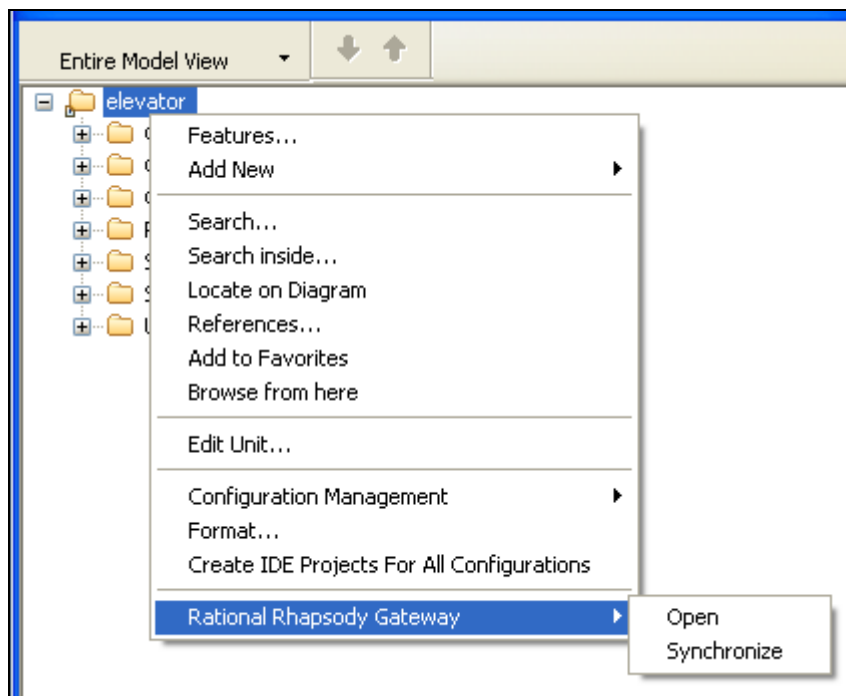 Entire Model View
elevator
Features...
Add New
Search...
Search inside...
Locate on Diagram
References...
Add to Favorites
Browse from here
Edit Unit...
Configuration Management
Format...
Create IDE Projects For All Configurations
Rational Rhapsody Gateway
Open
Synchronize